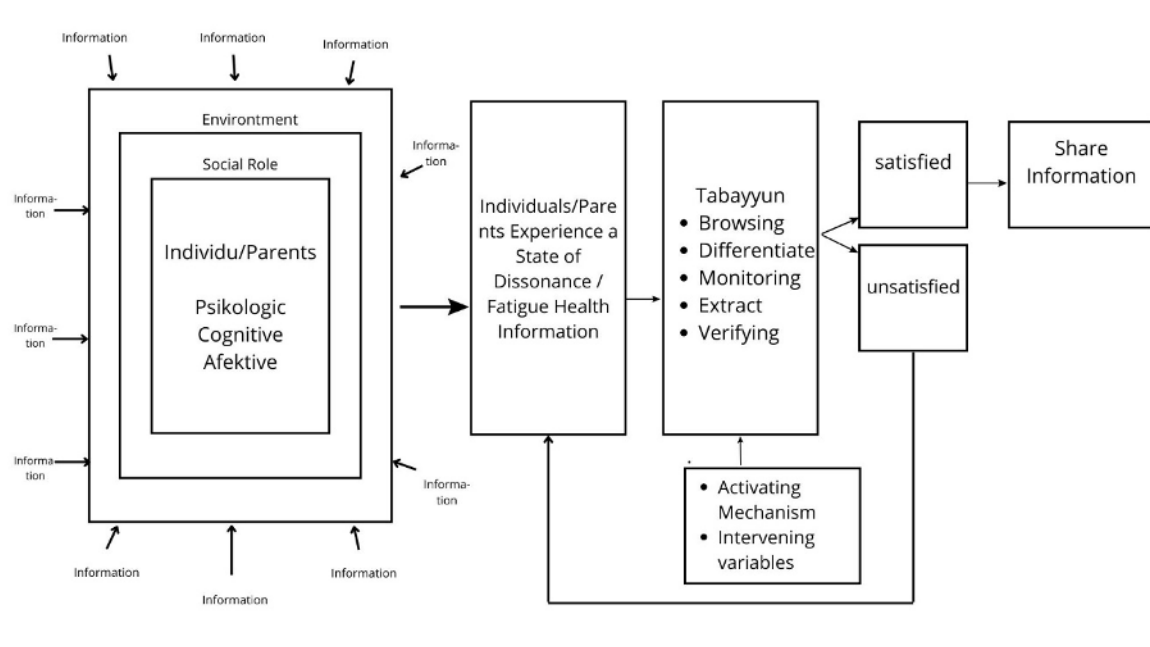 Information
Information
Information
Environtment
Social Role
Individu/Parents
Psikologic
Cognitive
Afektive
Informa-
tion
Informa-
tion
Informa
tion
Informa-
tion
Informa-
tion
Information
Information
Information
Individuals/Pare
nts Experience a
State of
Dissonance /
Fatigue Health
Information
Tabayyun
• Browsing
• Differentiate
• Monitoring
• Extract
• Verifying
• Activating
Mechanism
• Intervening
variables
satisfied
unsatisfied
Share
Information